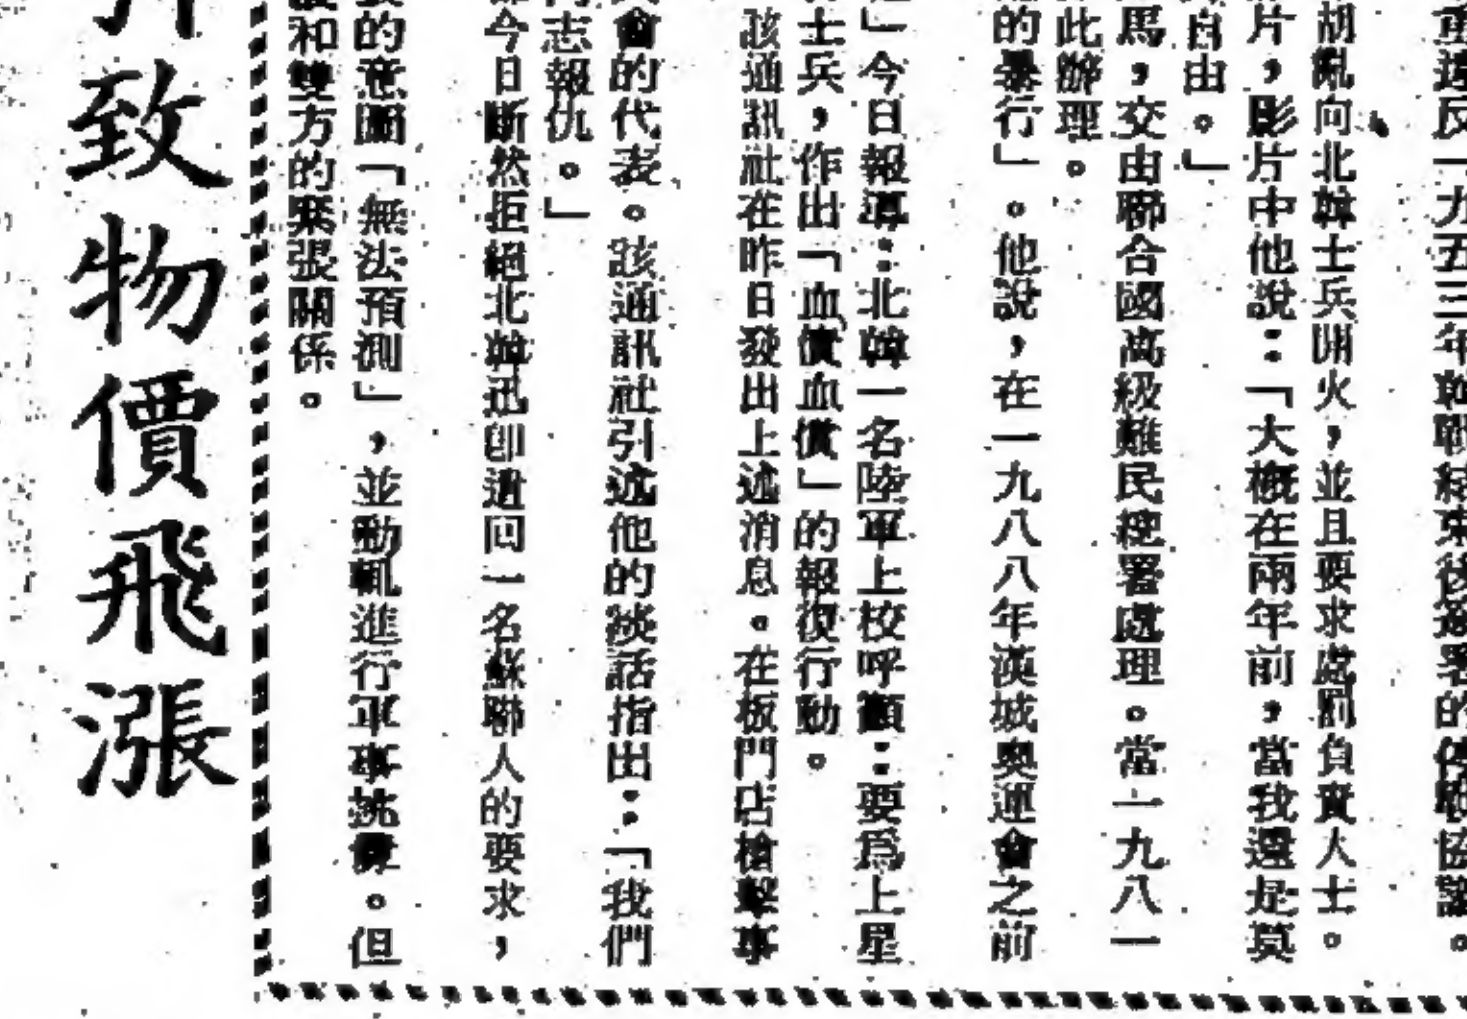 重違反一九五三年韓戰結束後簽署的停戰協議。
胡亂向北韓士兵開火，並且要求處罰負責人士。
片，影片中他說：「大概在兩年前，當我還是莫
自由。」
馬，交由聯合國高級難民總署處理。當一九八一
此辦理。
的暴行」。他說，在一九八八年漢城奧運會之前
」今日報導：北韓一名陸軍上校呼籲：要爲上星
士兵，作出「血債血償」的報復行動。
該通訊社在昨日發出上述消息。在板門店槍擊事
會的代表。該通訊社引述他的談話指出：「我們
志報仇。」
今日斷然拒絕北韓迅卽遣回一名蘇聯人的要求，
的意圖「無法預測」，並動輒進行軍事挑釁。但
和雙方的緊張關係。
升致物價飛漲